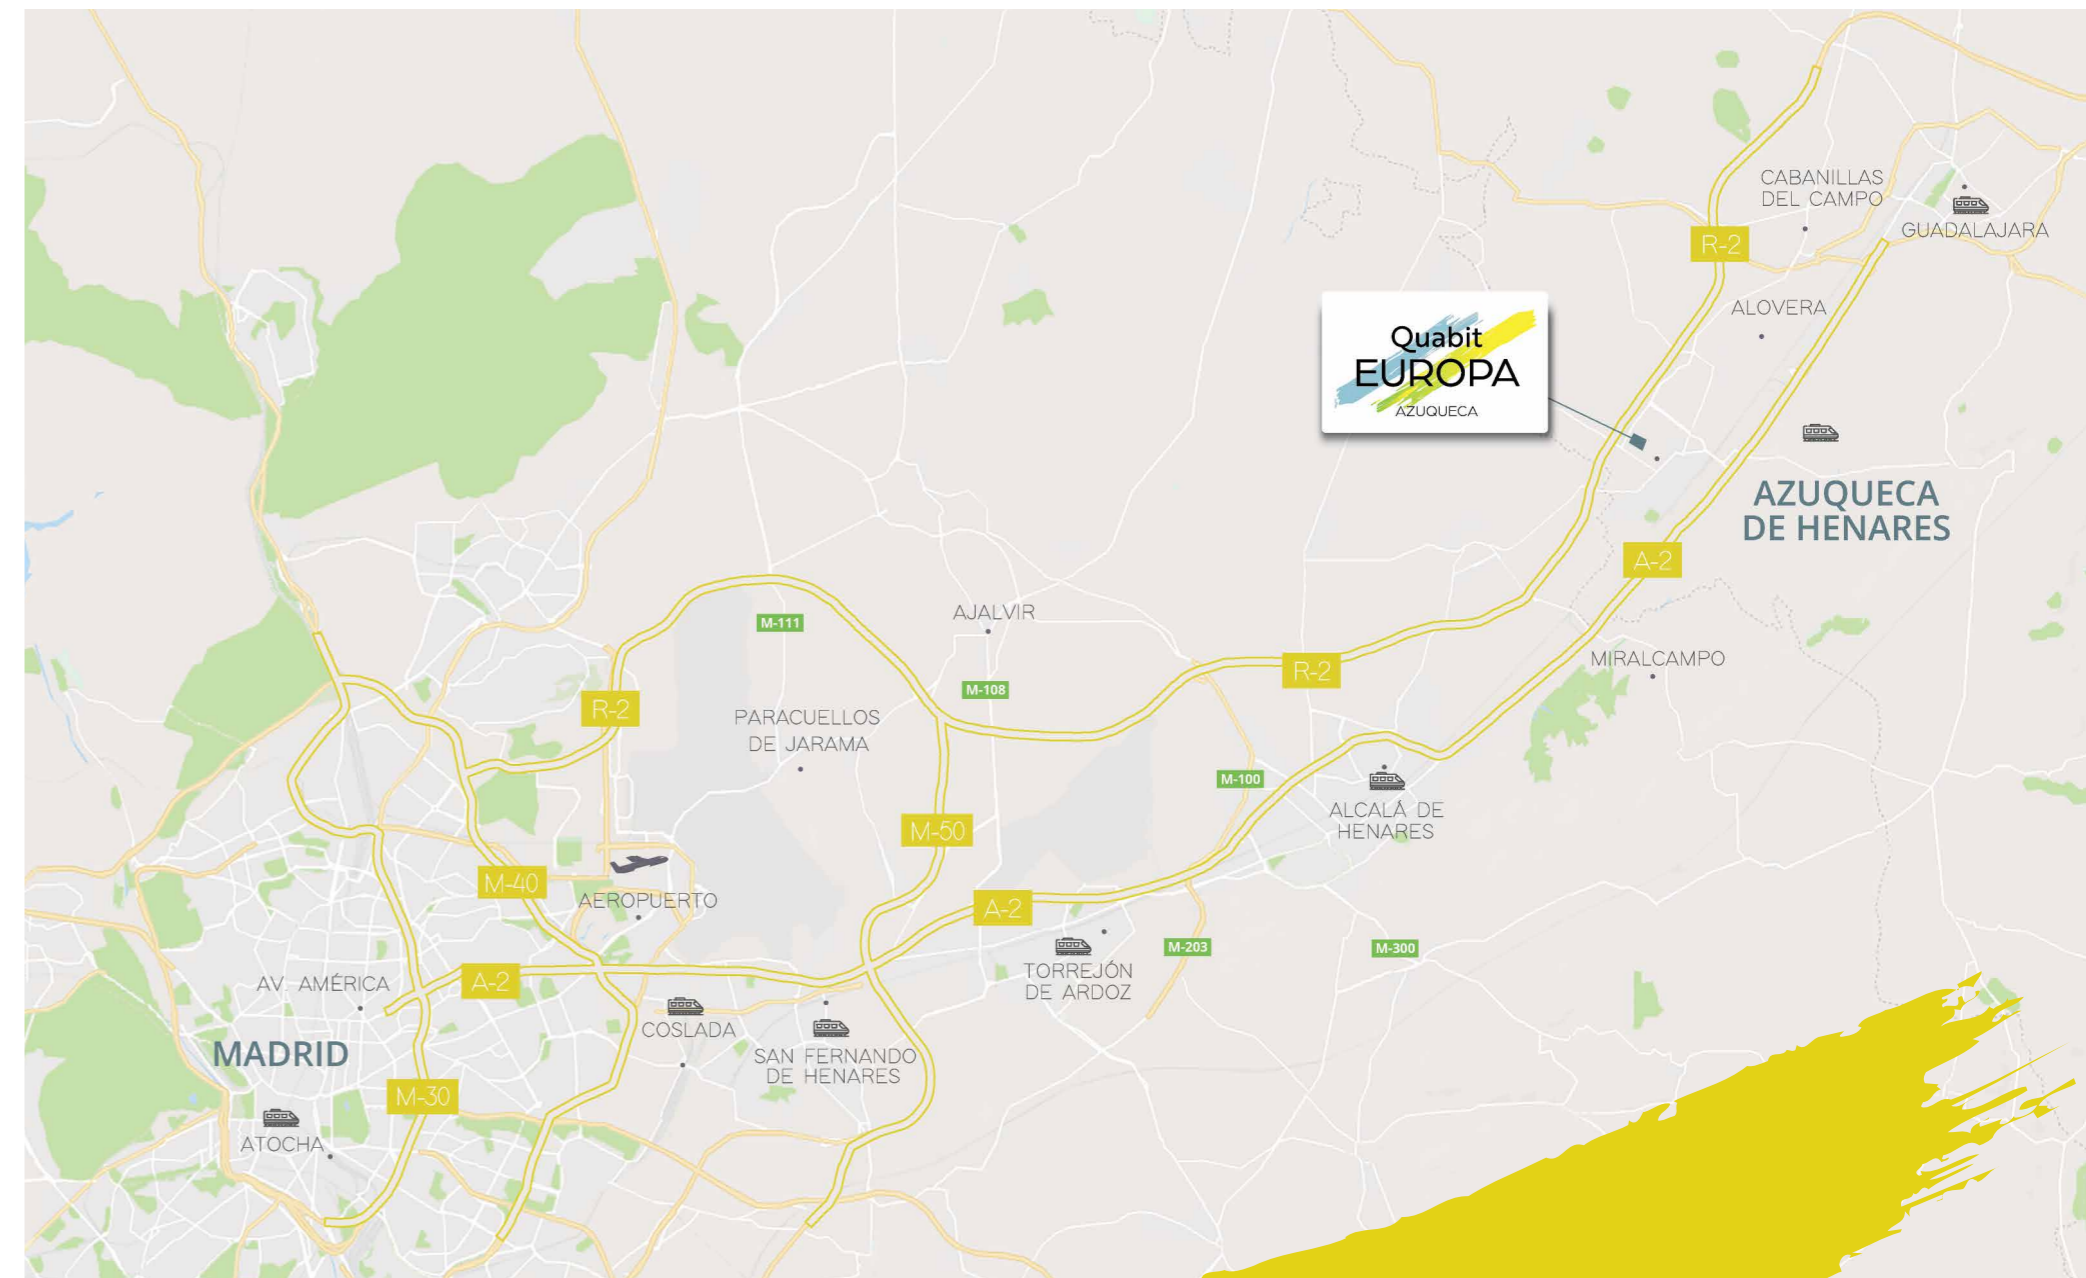 CABANILLAS
DEL CAMPO
GUADALAJARA
R-2
ALOVERA
Quabit
EUROPA
AZUQUECA
AZUQUECA
DE HENARES
A-2
M-111
AJALVIR
MIRALCAMPO
R-2
M-108
R-2
PARACUELLOS
DE JARAMA
M-100
ALCALÁ DE
HENARES
M-50
M-40
AEROPUERTO
A-2
M-203
M-300
TORREJÓN
DE ARDOZ
AV. AMÉRICA
A-2
COSLADA
MADRID
SAN FERNANDO
DE HENARES
M-30
ATOCHA